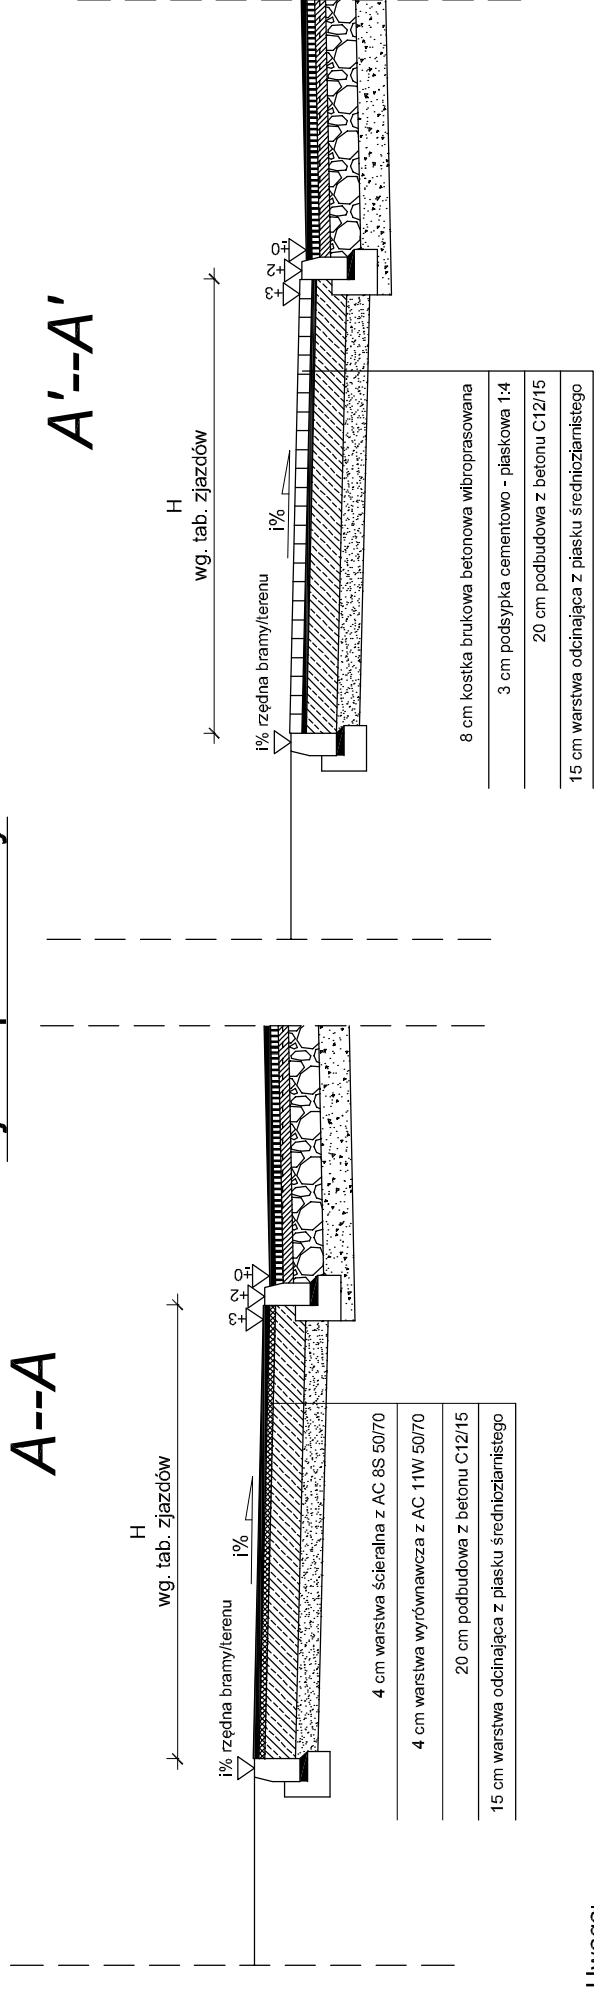 A--A
H
wg. tab. zjazdów
i% rzędna bramy/terenu
i%
+3
+2
±0
4 cm warstwa ścieralna z AC 8S 50/70
4 cm warstwa wyrównawcza z AC 11W 50/70
20 cm podbudowa z betonu C12/15
15 cm warstwa odcinająca z piasku średnioziarnistego
A'--A'
H
wg. tab. zjazdów
i% rzędna bramy/terenu
i%
+3
+2
±0
8 cm kostka brukowa betonowa wibroprasowana
3 cm podsypka cementowo - piaskowa 1:4
20 cm podbudowa z betonu C12/15
15 cm warstwa odcinająca z piasku średnioziarnistego